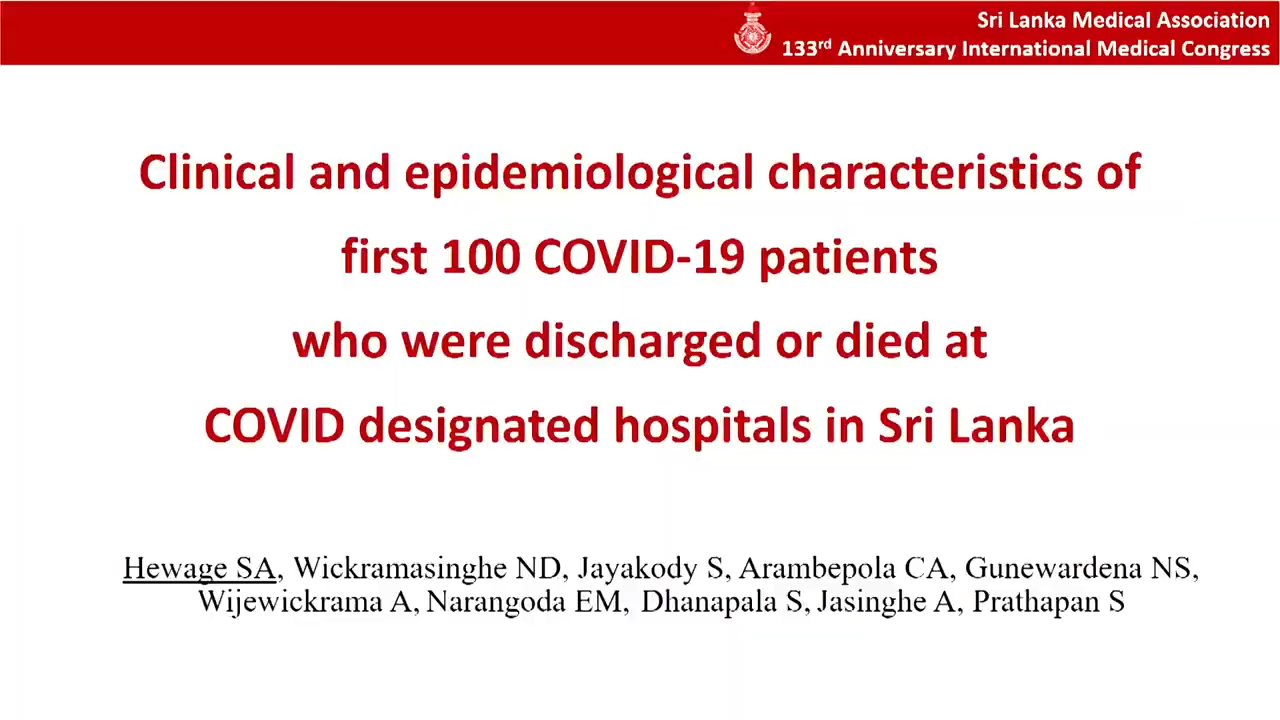 Sri Lanka Medical Association
133rd Anniversary International Medical Congress
Clinical and epidemiological characteristics of
first 100 COVID-19 patients
who were discharged or died at
COVID designated hospitals in Sri Lanka
Hewage SA, Wickramasinghe ND, Jayakody S, Arambepola CA, Gunewardena NS,
Wijewickrama A, Narangoda EM, Dhanapala S, Jasinghe A, Prathapan S